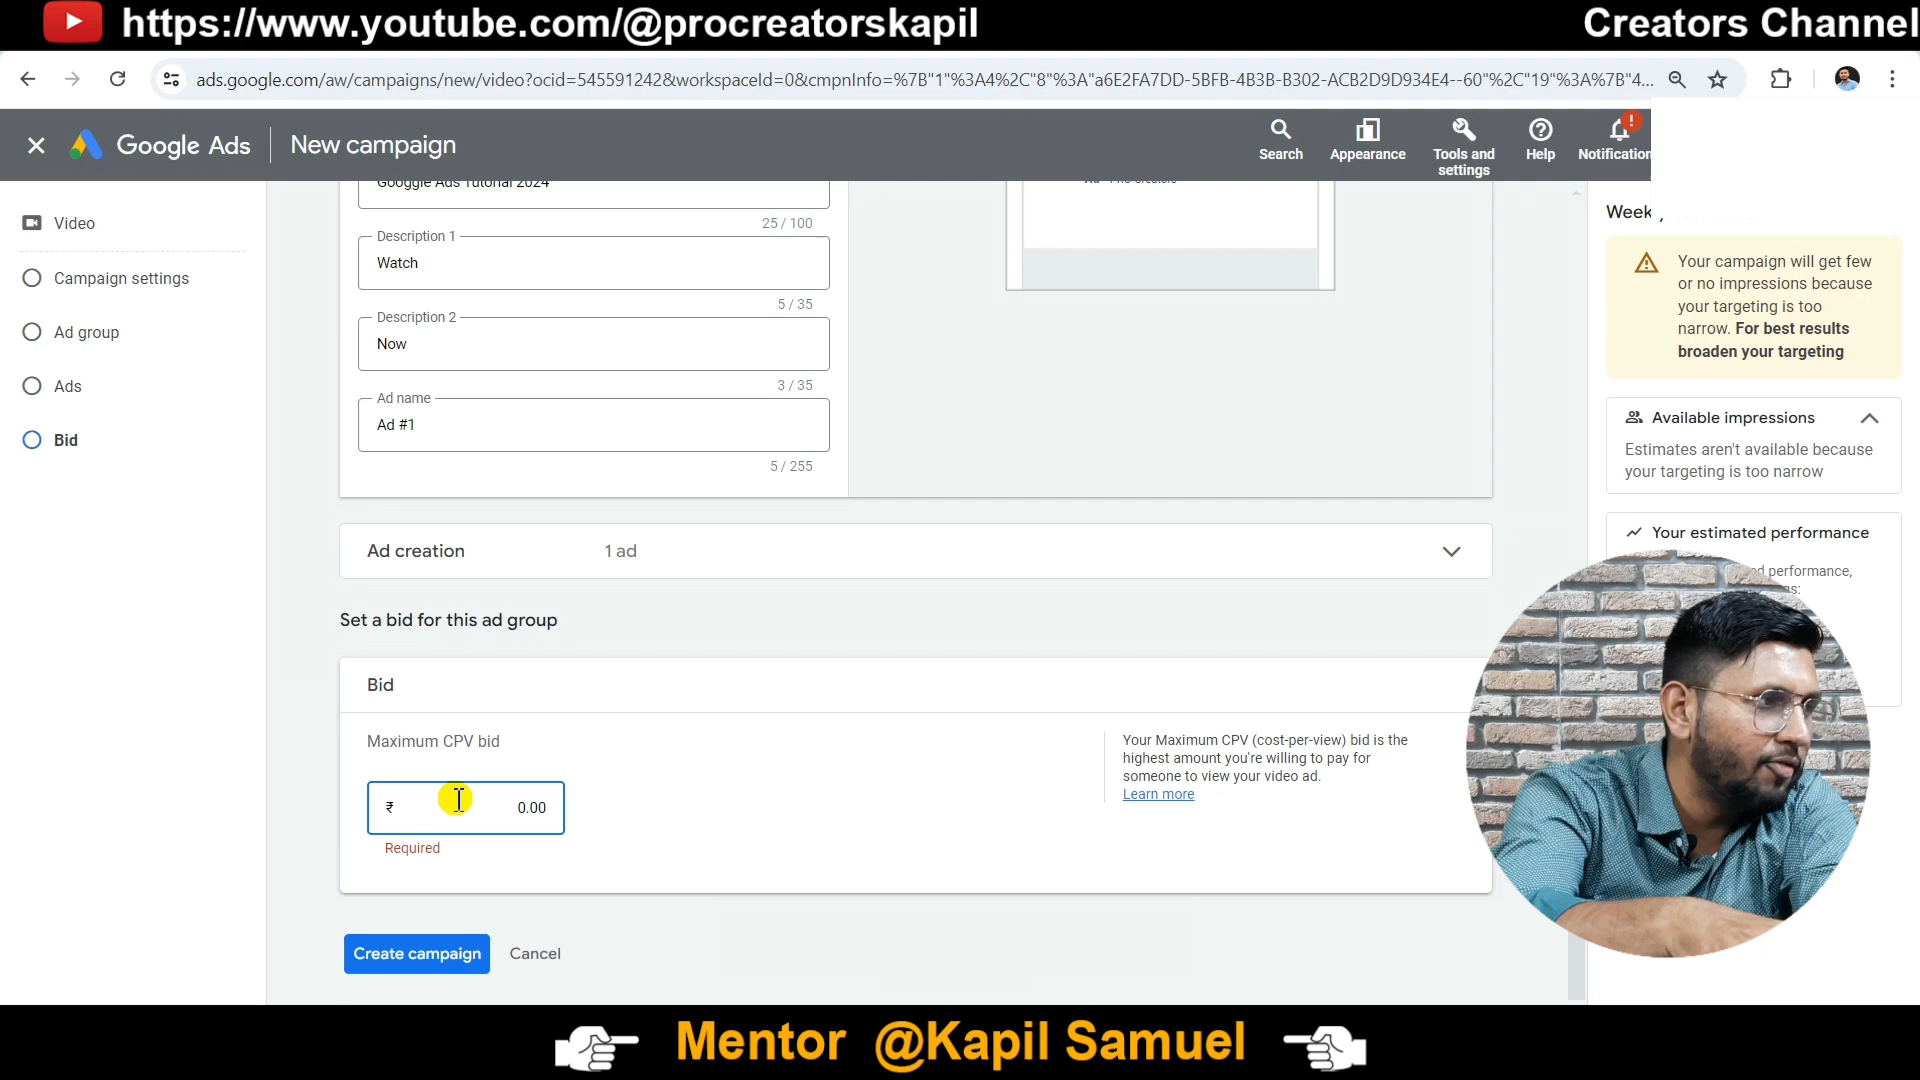 https://www.youtube.com/@procreatorskapil
Creators Channel
ads.google.com/aw/campaigns/new/video?ocid=545591242&workspaceId=0&cmpnInfo=%7B"1"%3A4%2C"8"%3A"a6E2FA7DD-5BFB-4B3B-B302-ACB2D9D934E4--60"%2C"19"%3A%7B"4...
Google Ads
New campaign
Search
Appearance
Tools and
settings
Help
Notification
Video
Campaign settings
Ad group
Ads
Bid
Googgle Ads Tutorial 2024
25 / 100
Description 1
Watch
5 / 35
Description 2
Now
3 / 35
Ad name
Ad #1
5 / 255
Ad creation
1 ad
Set a bid for this ad group
Bid
Maximum CPV bid
₹ 0.00
Required
Your Maximum CPV (cost-per-view) bid is the
highest amount you're willing to pay for
someone to view your video ad.
Learn more
Create campaign
Cancel
Week
Your campaign will get few
or no impressions because
your targeting is too
narrow. For best results
broaden your targeting
Available impressions
Estimates aren't available because
your targeting is too narrow
Your estimated performance
performance,
Mentor @Kapil Samuel